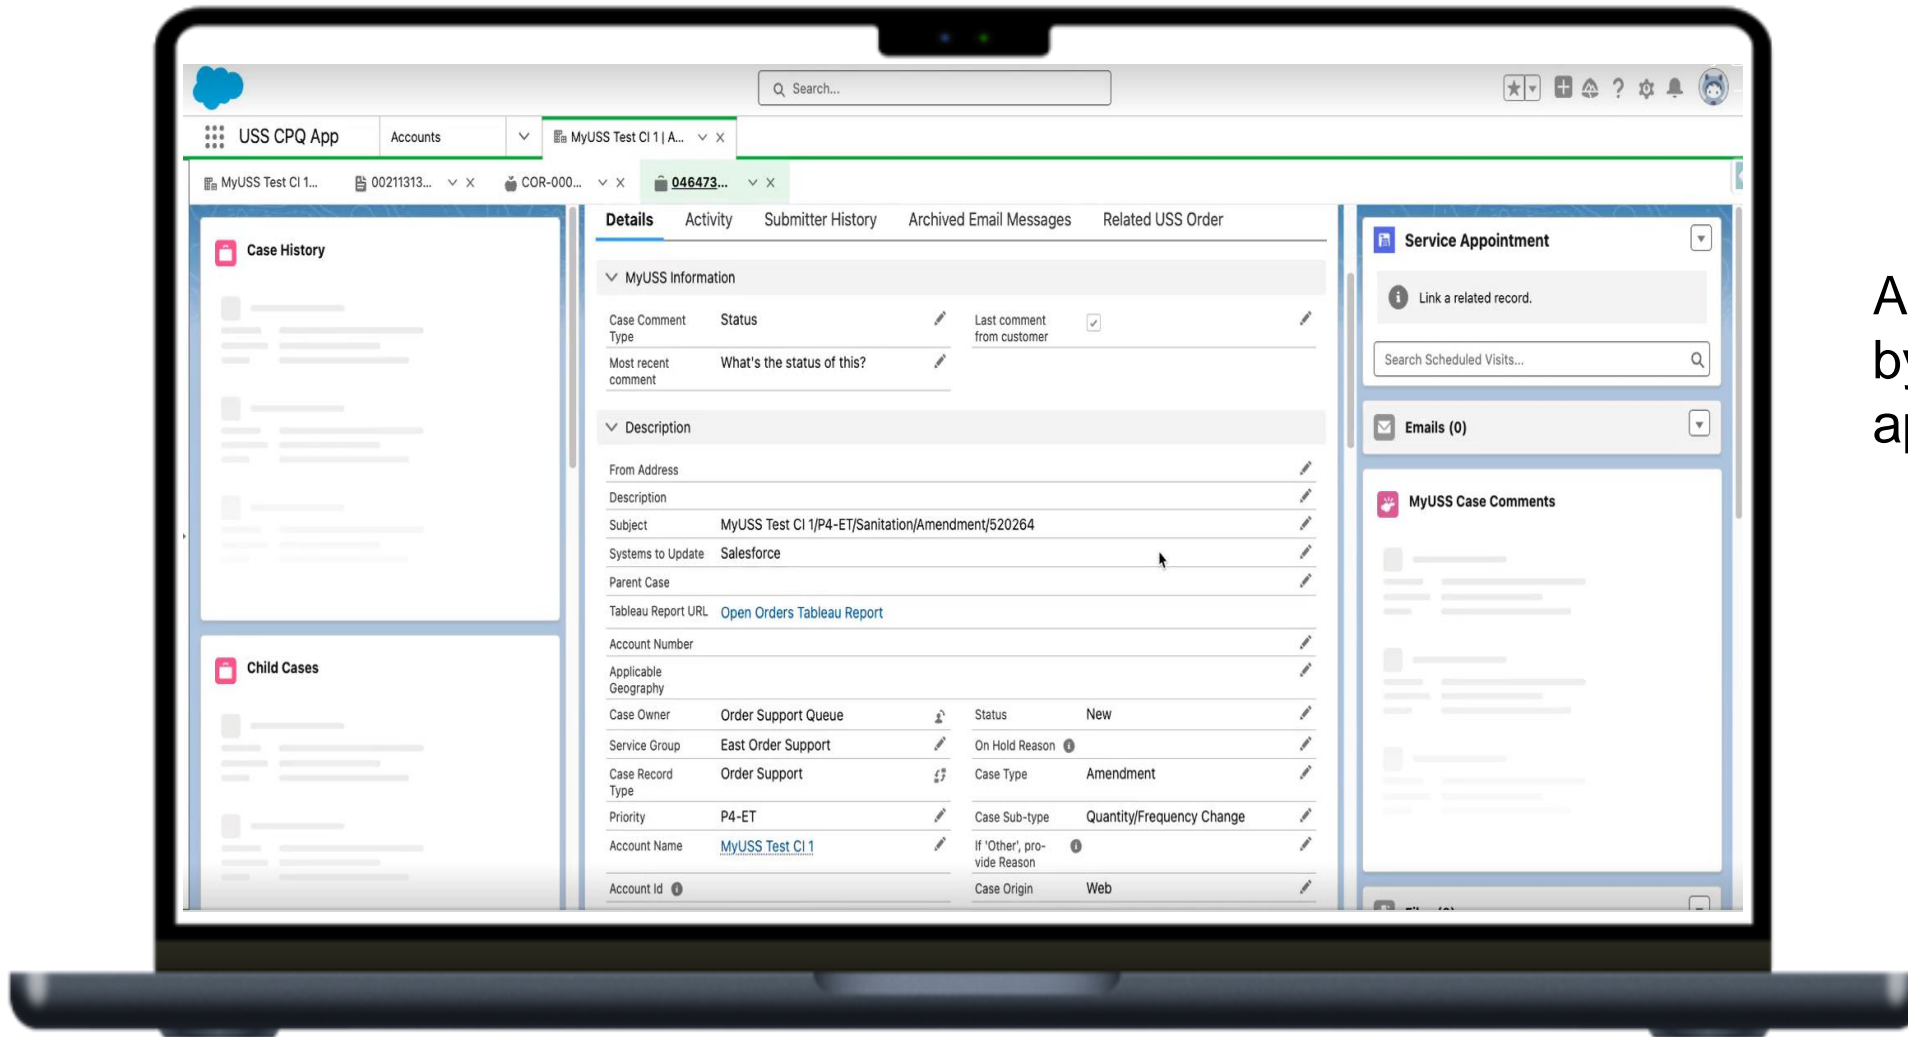 Search...
USS CPQ App
Accounts
MyUSS Test CI 1 | A...
MyUSS Test CI 1...
00211313...
COR-000...
046473...
Case History
Child Cases
Details
Activity
Submitter History
Archived Email Messages
Related USS Order
MyUSS Information
Case Comment Type
Status
Last comment from customer
Most recent comment
What's the status of this?
Description
From Address
Description
Subject
MyUSS Test CI 1/P4-ET/Sanitation/Amendment/520264
Systems to Update
Salesforce
Parent Case
Tableau Report URL
Open Orders Tableau Report
Account Number
Applicable Geography
Case Owner
Order Support Queue
Status
New
Service Group
East Order Support
On Hold Reason
Case Record Type
Order Support
Case Type
Amendment
Priority
P4-ET
Case Sub-type
Quantity/Frequency Change
Account Name
MyUSS Test CI 1
If 'Other', pro-
vide Reason
Account Id
Case Origin
Web
Service Appointment
Link a related record.
Search Scheduled Visits...
Emails (0)
MyUSS Case Comments